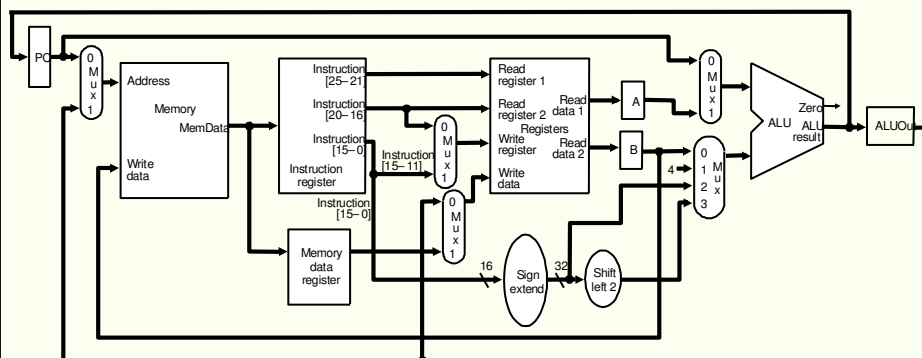 PC
0
M
u
x
1
Address
Memory
MemData
Write
data
Instruction
[25–21]
Instruction
[20–16]
Instruction
[15–0]
Instruction
register
Instruction
[15–11]
Instruction
[15–0]
Memory
data
register
0
M
u
x
1
0
M
u
x
1
Read
register 1
Read
register 2
Registers
Write
register
Write
data
Read
data 1
Read
data 2
16
Sign
extend
32
Shift
left 2
A
B
4
0
M
u
x
1
0
1
2
3
M
u
x
ALU
Zero
ALU
result
ALUOu